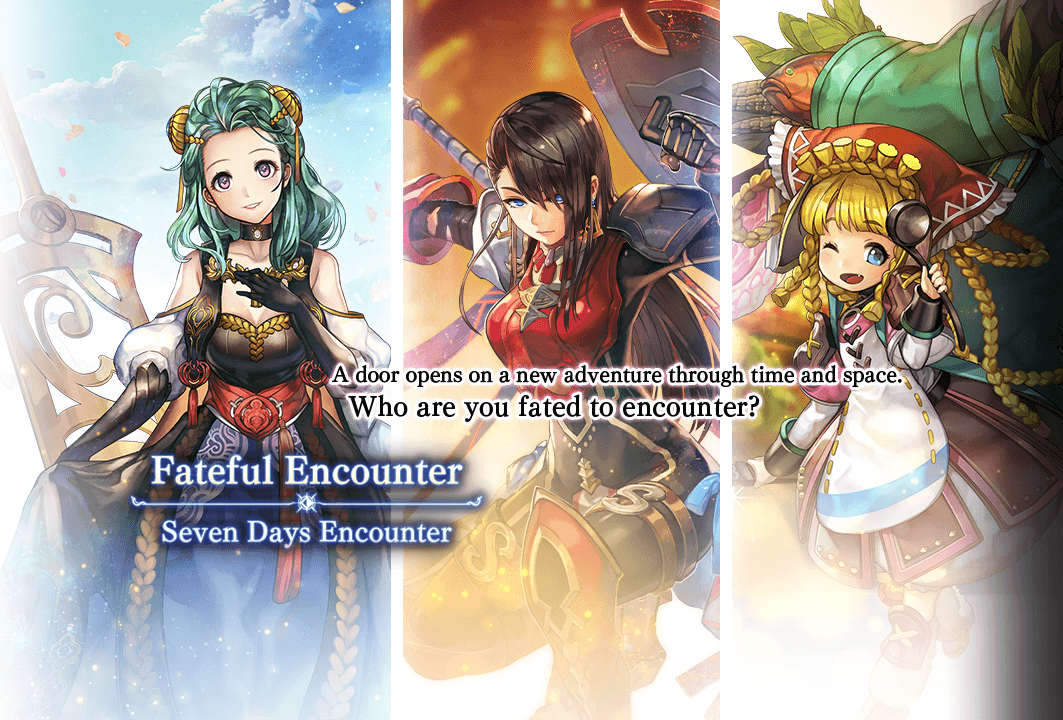 A door opens on a new adventure through time and space.
Who are you fated to encounter?
Fateful Encounter
Seven Days Encounter